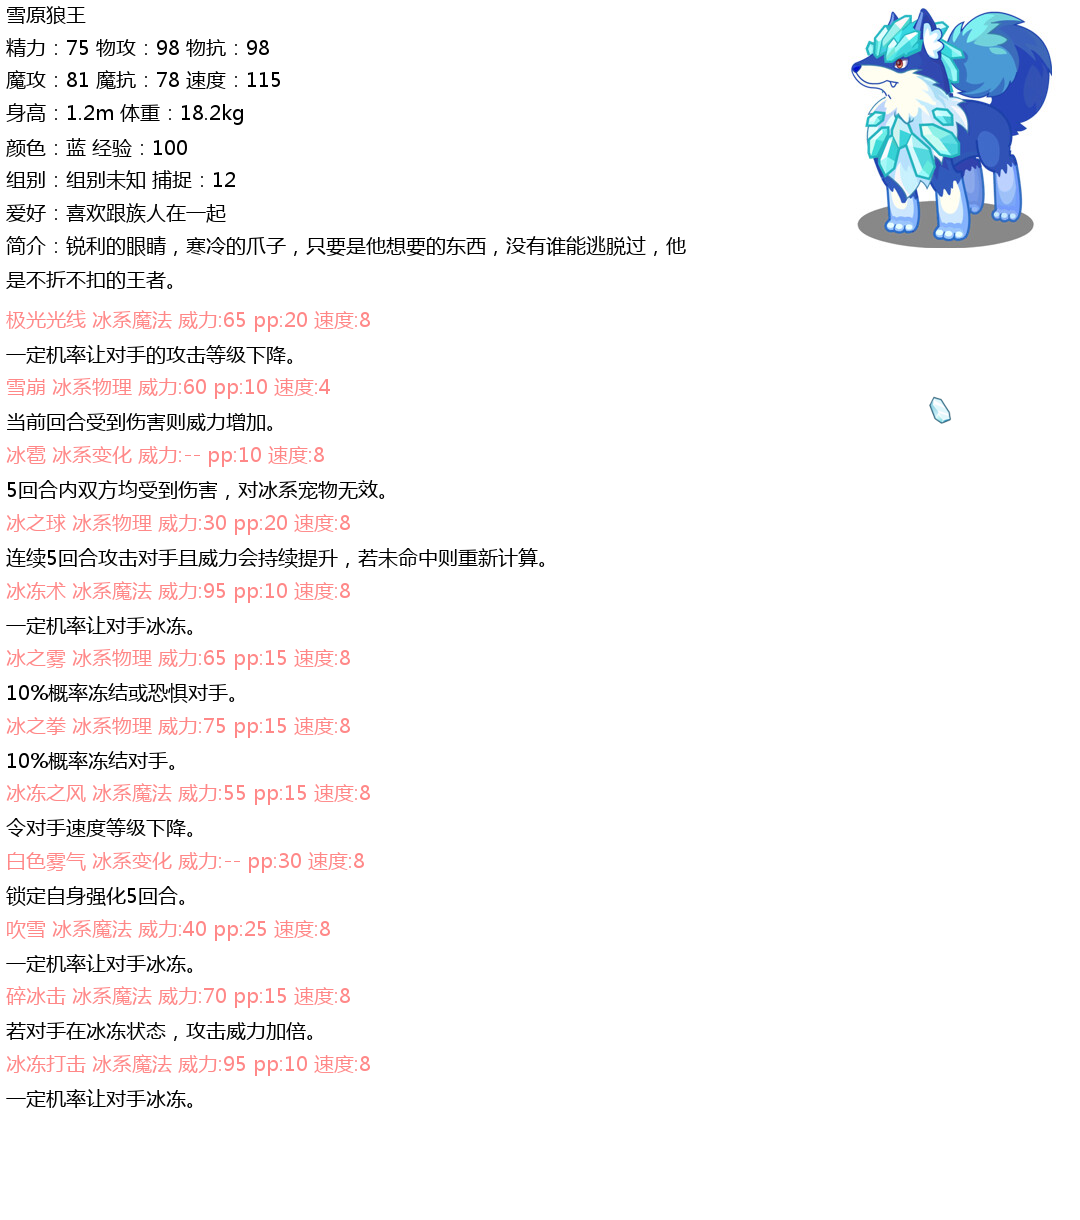 雪原狼王
精力：75 物攻：98 物抗：98
魔攻：81 魔抗：78 速度：115
身高：1.2m 体重：18.2kg
颜色：蓝 经验：100
组别：组别未知 捕捉：12
爱好：喜欢跟族人在一起
简介：锐利的眼睛，寒冷的爪子，只要是他想要的东西，没有谁能逃脱过，他
是不折不扣的王者。
极光光线 冰系魔法 威力:65 pp:20 速度:8
一定机率让对手的攻击等级下降。
雪崩 冰系物理 威力:60 pp:10 速度:4
当前回合受到伤害则威力增加。
冰雹 冰系变化 威力:-- pp:10 速度:8
5回合内双方均受到伤害，对冰系宠物无效。
冰之球 冰系物理 威力:30 pp:20 速度:8
连续5回合攻击对手且威力会持续提升，若未命中则重新计算。
冰冻术 冰系魔法 威力:95 pp:10 速度:8
一定机率让对手冰冻。
冰之雾 冰系物理 威力:65 pp:15 速度:8
10%概率冻结或恐惧对手。
冰之拳 冰系物理 威力:75 pp:15 速度:8
10%概率冻结对手。
冰冻之风 冰系魔法 威力:55 pp:15 速度:8
令对手速度等级下降。
白色雾气 冰系变化 威力:-- pp:30 速度:8
锁定自身强化5回合。
吹雪 冰系魔法 威力:40 pp:25 速度:8
一定机率让对手冰冻。
碎冰击 冰系魔法 威力:70 pp:15 速度:8
若对手在冰冻状态，攻击威力加倍。
冰冻打击 冰系魔法 威力:95 pp:10 速度:8
一定机率让对手冰冻。